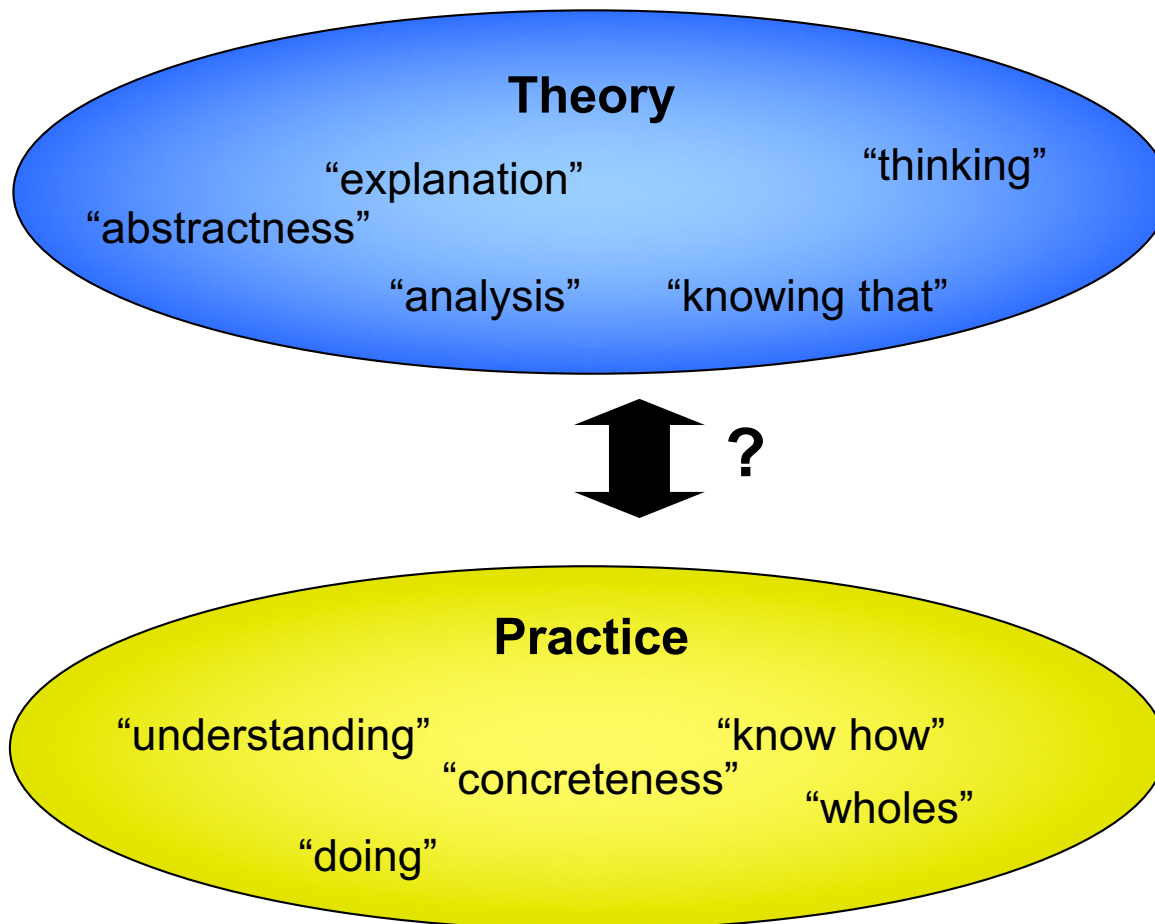 Theory
“explanation”
“thinking”
“abstractness”
“analysis”
“knowing that”
?
Practice
“understanding”
“know how”
“concreteness”
“wholes”
“doing”